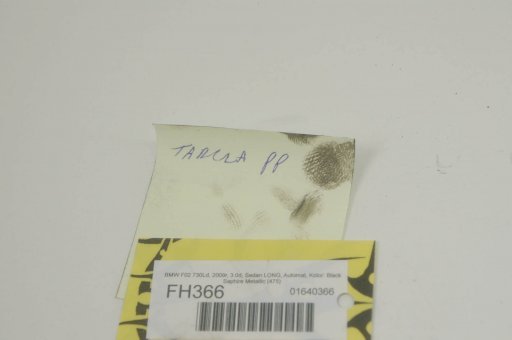 TARCZA PP
BMW F02 730Ld, 2009r, 3.0d, Sedan LONG, Automat, Kolor: Black
Saphire Metallic (475)
FH366
01640366